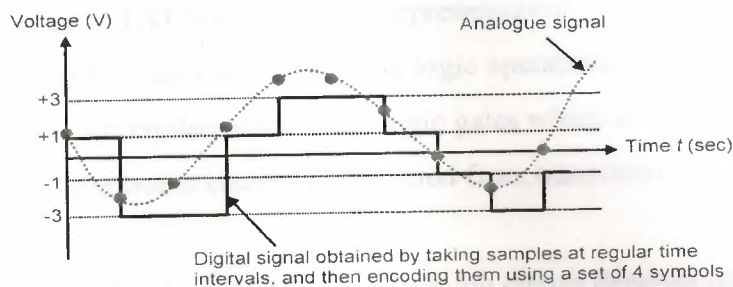 Voltage (V)
Analogue signal
+3
+1
Time t (sec)
-1
-3
Digital signal obtained by taking samples at regular time
intervals, and then encoding them using a set of 4 symbols